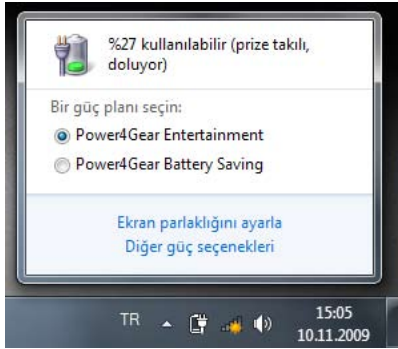 %27 kullanılabilir (prize takılı,
doluyor)
Bir güç planı seçin:
Power4Gear Entertainment
Power4Gear Battery Saving
Ekran parlaklığını ayarla
Diğer güç seçenekleri
TR
15:05
10.11.2009